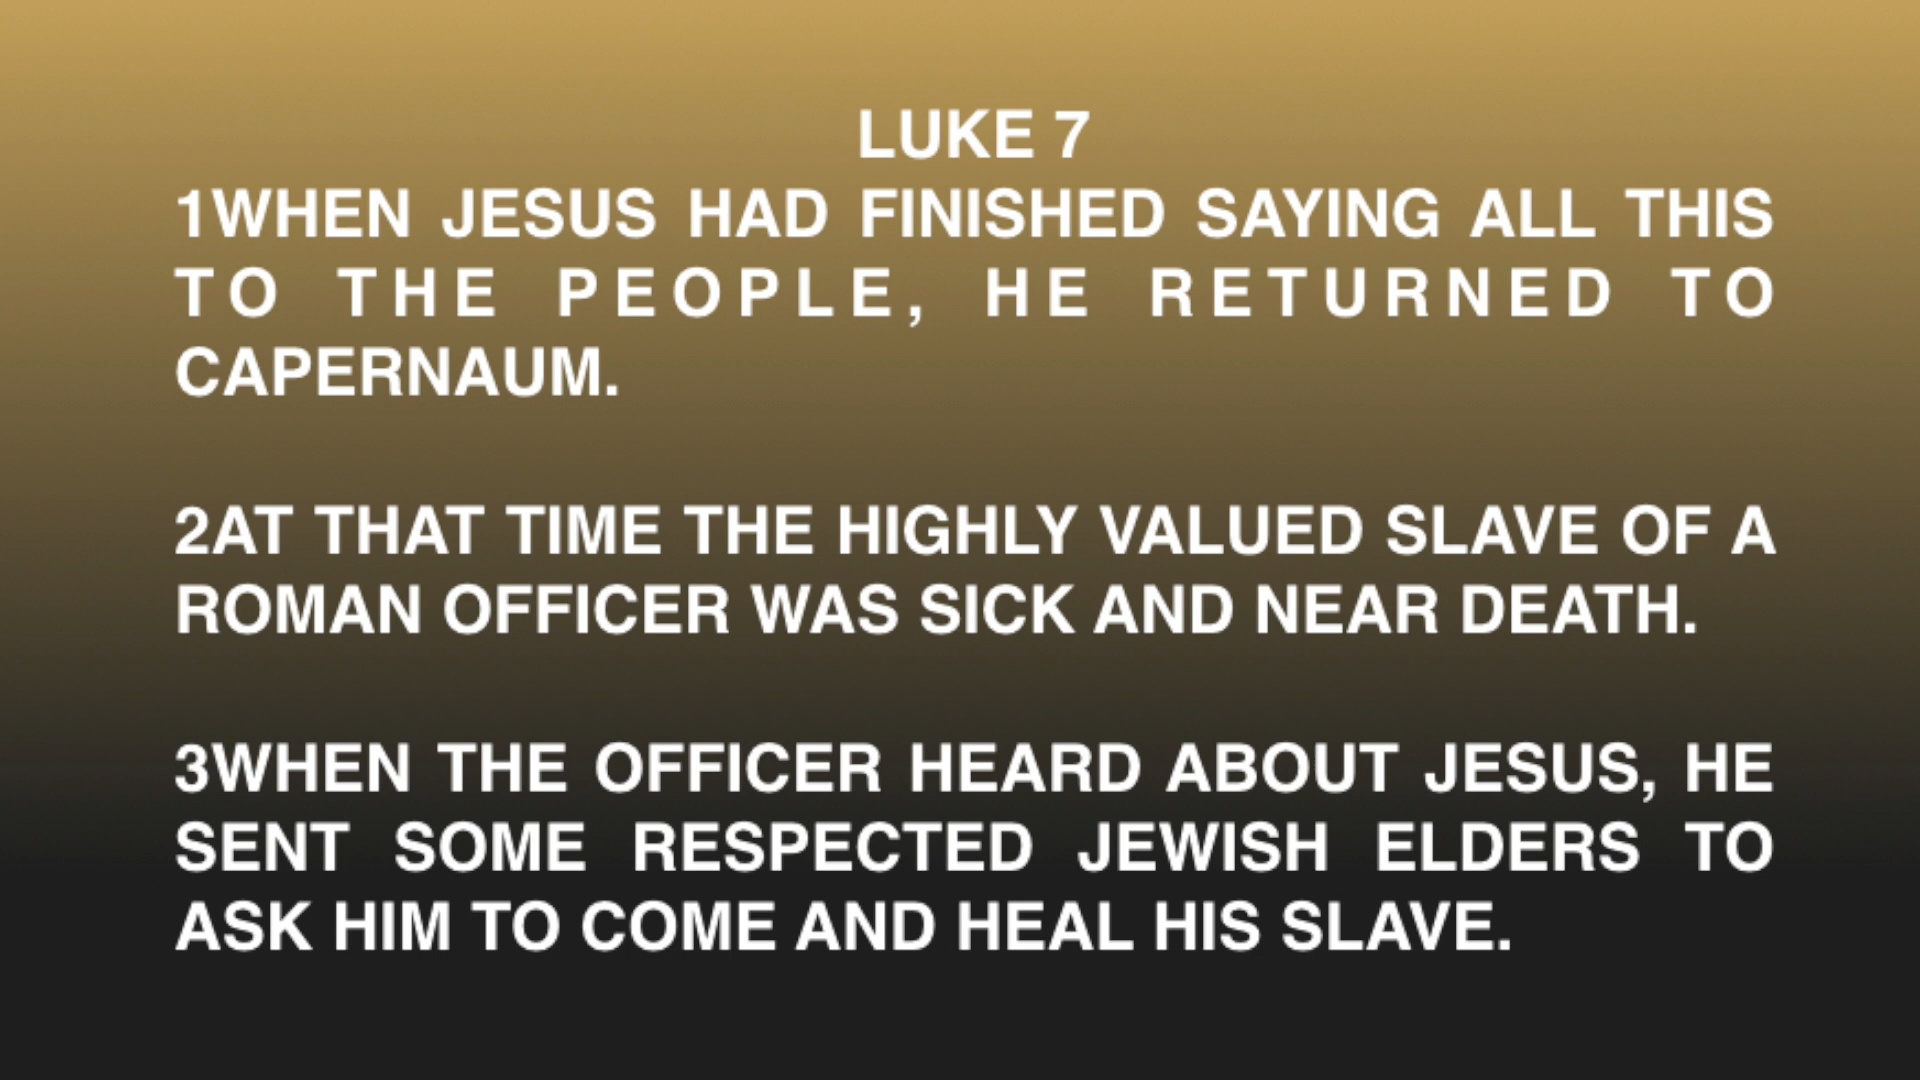 LUKE 7
1WHEN JESUS HAD FINISHED SAYING ALL THIS
TO THE PEOPLE, HE RETURNED TO
CAPERNAUM.
2AT THAT TIME THE HIGHLY VALUED SLAVE OF A
ROMAN OFFICER WAS SICK AND NEAR DEATH.
3WHEN THE OFFICER HEARD ABOUT JESUS, HE
SENT SOME RESPECTED JEWISH ELDERS TO
ASK HIM TO COME AND HEAL HIS SLAVE.